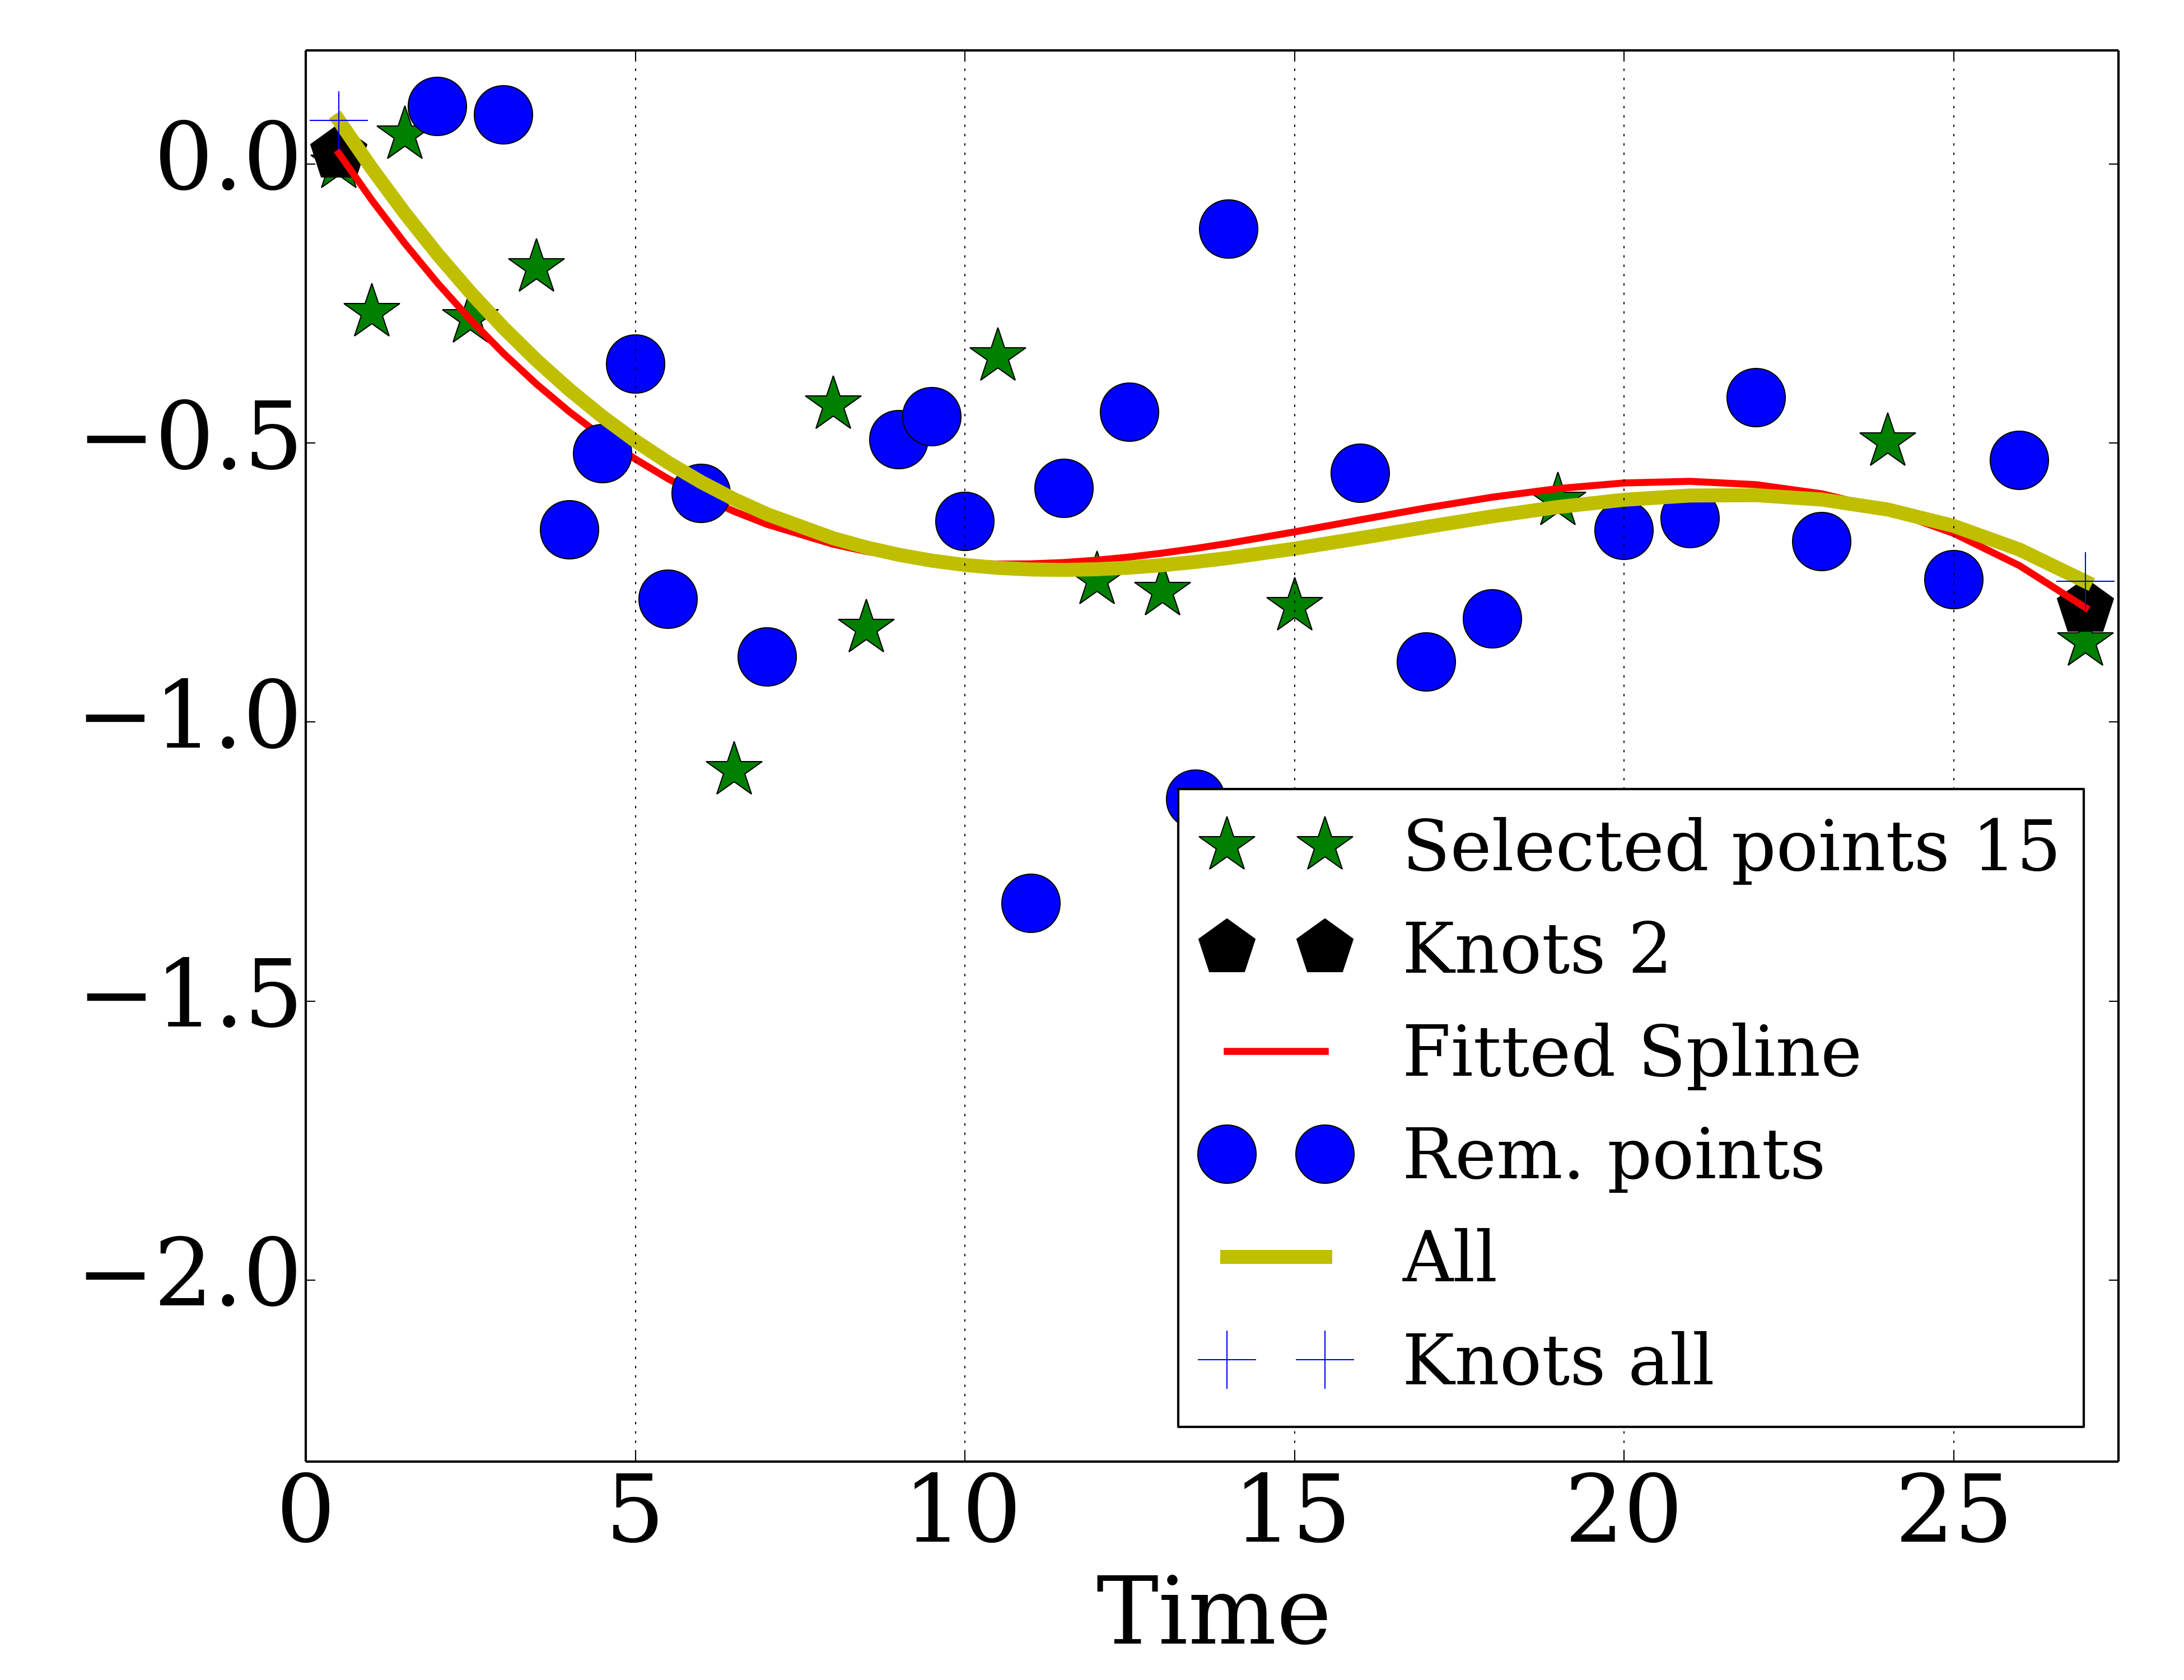 0.0
−0.5
−1.0
−1.5
−2.0
Selected points 15
Knots 2
Fitted Spline
Rem. points
All
Knots all
0 5 10 15 20 25
Time